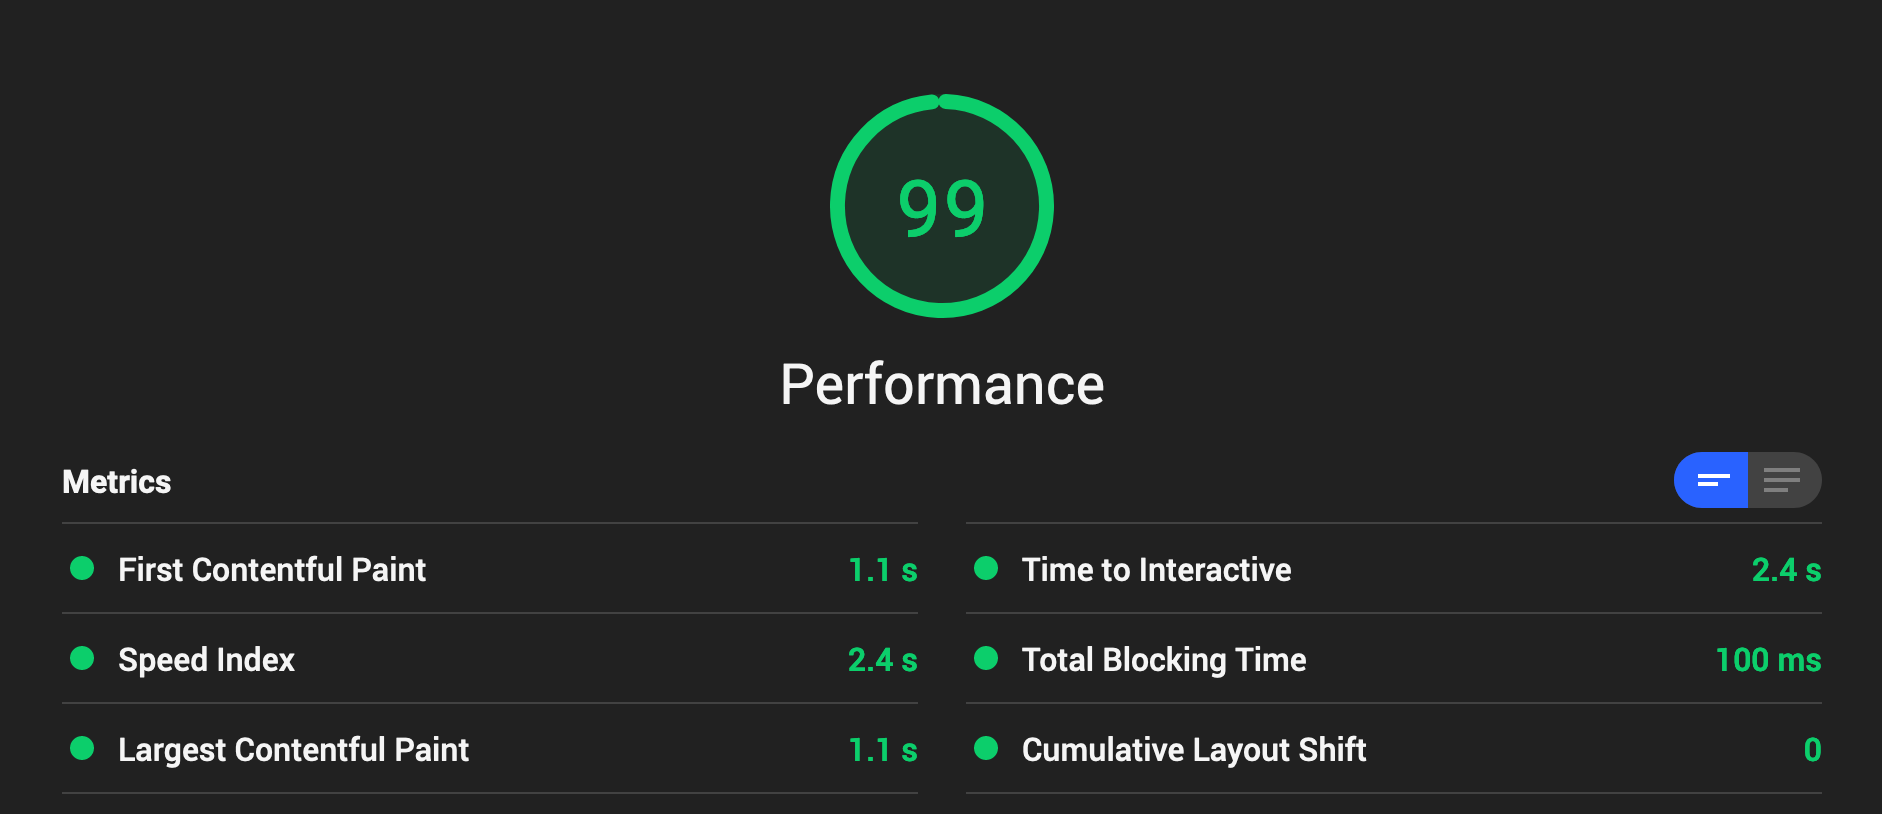 99
Performance
Metrics
First Contentful Paint 1.1 s
Time to Interactive 2.4 s
Speed Index 2.4 s
Total Blocking Time 100 ms
Largest Contentful Paint 1.1 s
Cumulative Layout Shift 0